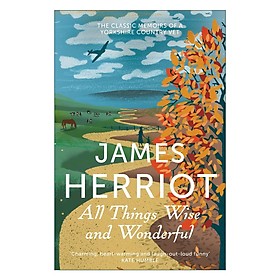 THE CLASSIC MEMOIRS OF A
YORKSHIRE COUNTRY VET
JAMES
HERRIOT
All Things Wise
and Wonderful
'Charming, heart-warming and laugh-out-loud funny'
KATE HUMBLE